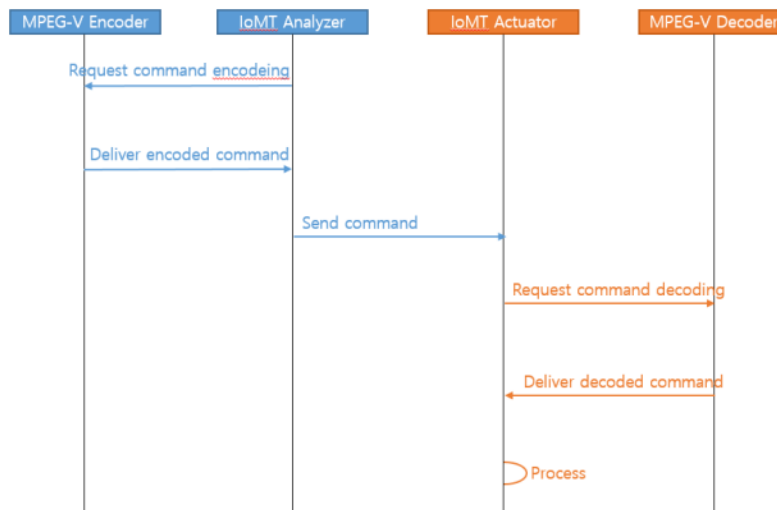 MPEG-V Encoder
IoMT Analyzer
IoMT Actuator
MPEG-V Decoder
Request command encodeing
Deliver encoded command
Send command
Request command decoding
Deliver decoded command
Process